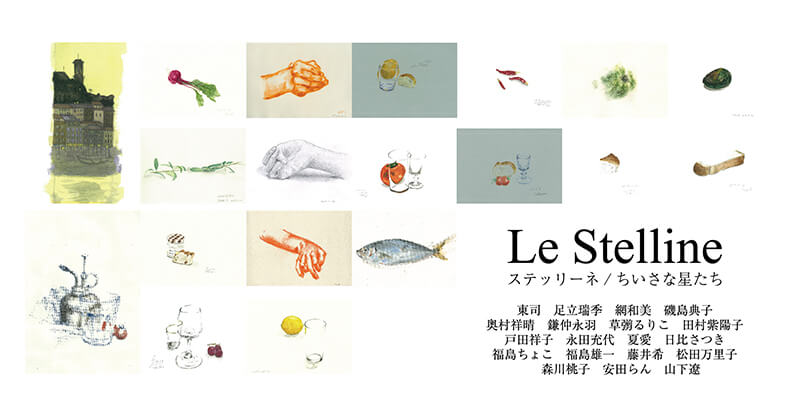 Le Stelline
ステッリーネ / ちいさな星たち
東司　足立瑞季　網和美　磯島典子
奥村祥晴　鎌仲永羽　草彅るりこ　田村紫陽子
戸田祥子　永田充代　夏愛　日比さつき
福島ちょこ　福島雄一　藤井希　松田万里子
森川桃子　安田らん　山下遼